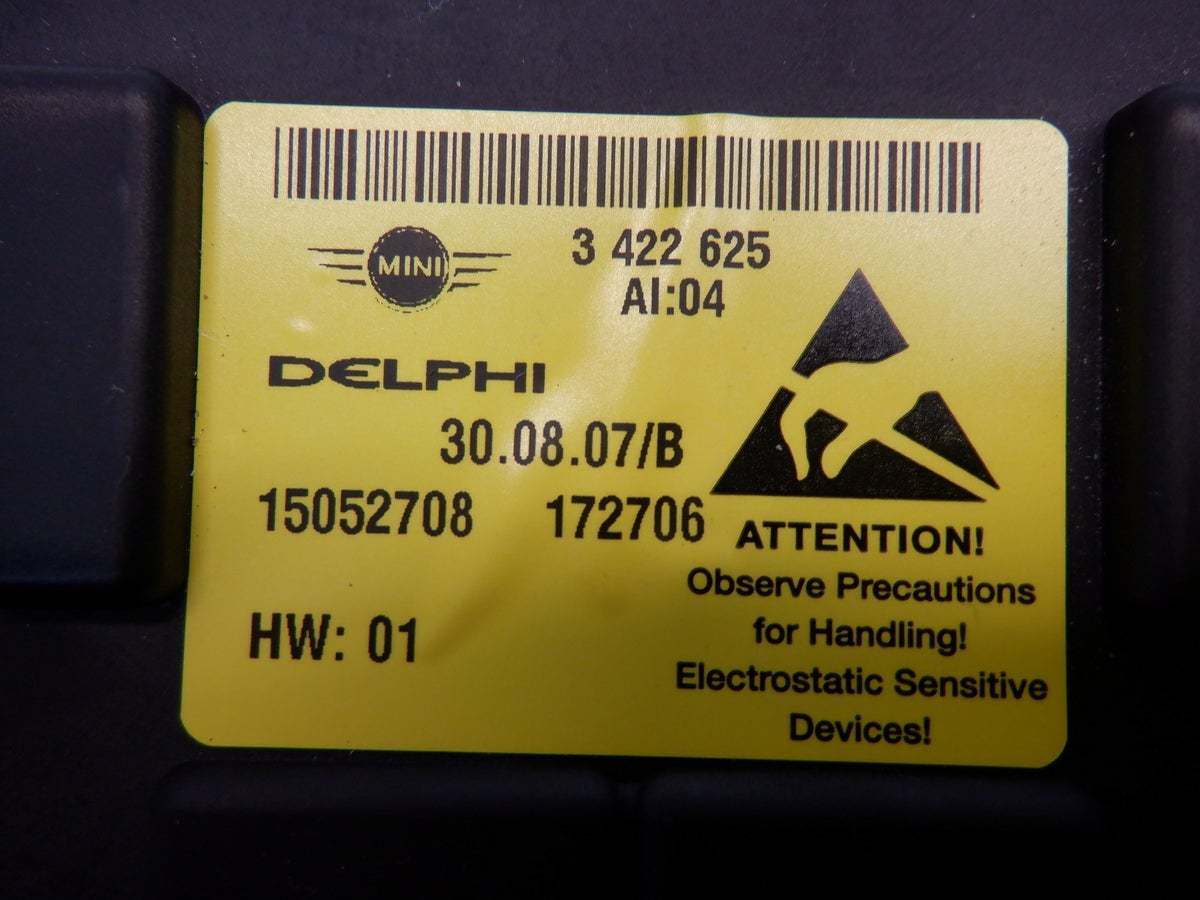 MINI
3 422 625
AI:04
DELPHI
30.08.07/B
15052708 172706
HW: 01
ATTENTION!
Observe Precautions
for Handling!
Electrostatic Sensitive
Devices!